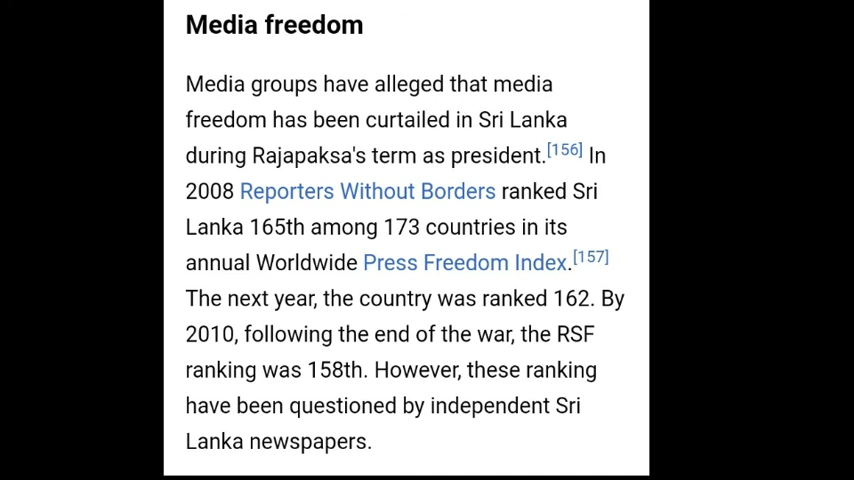 Media freedom
Media groups have alleged that media
freedom has been curtailed in Sri Lanka
during Rajapaksa's term as president.[156] In
2008 Reporters Without Borders ranked Sri
Lanka 165th among 173 countries in its
annual Worldwide Press Freedom Index.[157]
The next year, the country was ranked 162. By
2010, following the end of the war, the RSF
ranking was 158th. However, these ranking
have been questioned by independent Sri
Lanka newspapers.